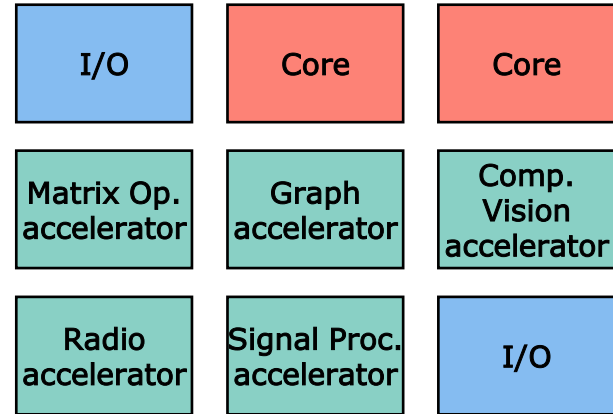 I/O
Core
Core
Matrix Op.
accelerator
Graph
accelerator
Comp.
Vision
accelerator
Radio
accelerator
Signal Proc.
accelerator
I/O